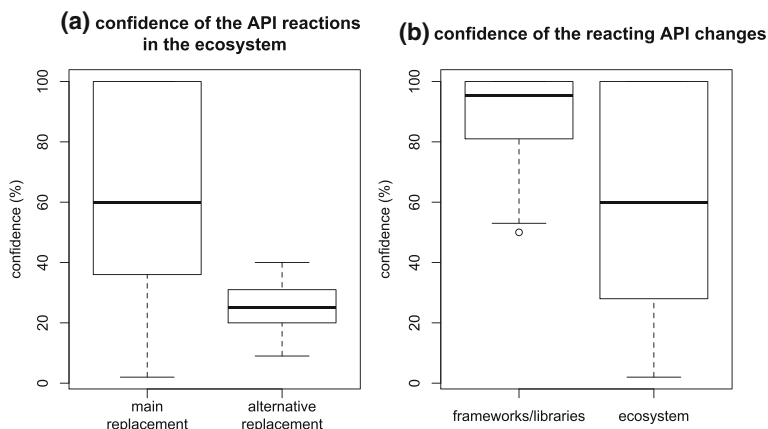 (a) confidence of the API reactions
in the ecosystem
100
80
60
40
20
0
confidence (%)
main
replacement
alternative
replacement
(b) confidence of the reacting API changes
100
80
60
40
20
0
confidence (%)
frameworks/libraries
ecosystem